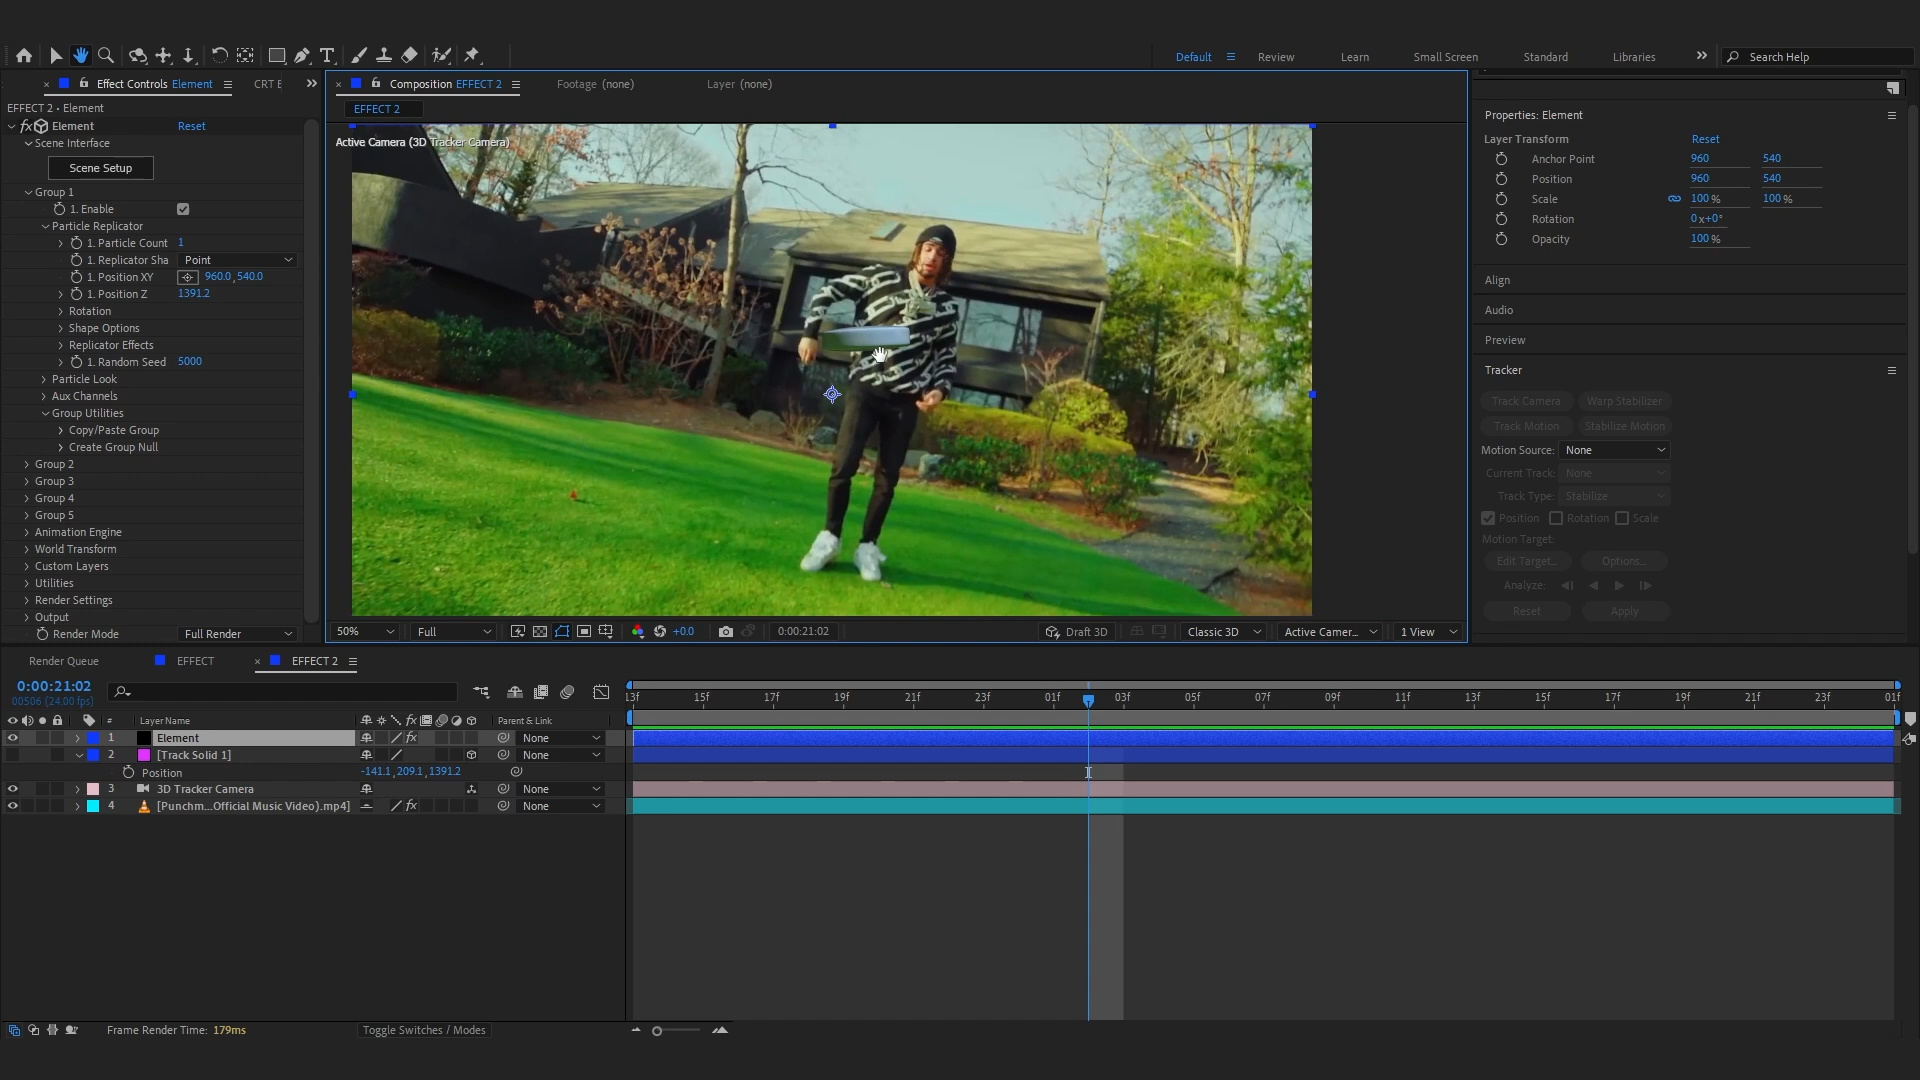 Default
Review
Learn
Small Screen
Standard
Libraries
Search Help
Effect Controls Element
CRT E
Composition EFFECT 2
Footage (none)
Layer (none)
EFFECT 2 • Element
EFFECT 2
fx Element
Reset
Scene Interface
Scene Setup
Group 1
1. Enable
Particle Replicator
1. Particle Count 1
1. Replicator Sha Point
1. Position XY 960.0, 540.0
1. Position Z 1391.2
Rotation
Shape Options
Replicator Effects
1. Random Seed 5000
Particle Look
Aux Channels
Group Utilities
Copy/Paste Group
Create Group Null
Group 2
Group 3
Group 4
Group 5
Animation Engine
World Transform
Custom Layers
Utilities
Render Settings
Output
Render Mode Full Render
Active Camera (3D Tracker Camera)
50%
Full
+0.0
0:00:21:02
Draft 3D
Classic 3D
Active Camer...
1 View
Properties: Element
Layer Transform
Reset
Anchor Point 960 540
Position 960 540
Scale 100 % 100 %
Rotation 0x+0°
Opacity 100 %
Align
Audio
Preview
Tracker
Track Camera
Warp Stabilizer
Track Motion
Stabilize Motion
Motion Source: None
Current Track: None
Track Type: Stabilize
Position
Rotation
Scale
Motion Target:
Edit Target...
Options...
Analyze:
Reset
Apply
Render Queue
EFFECT
EFFECT 2
0:00:21:02
00506 (24.00 fps)
13f 15f 17f 19f 21f 23f 01f 03f 05f 07f 09f 11f 13f 15f 17f 19f 21f 23f 01f
# Layer Name
fx
Parent & Link
1 Element
fx
None
2 [Track Solid 1]
None
Position -141.1, 209.1, 1391.2
3 3D Tracker Camera
None
4 [Punchm...Official Music Video).mp4]
fx
None
Frame Render Time: 179ms
Toggle Switches / Modes